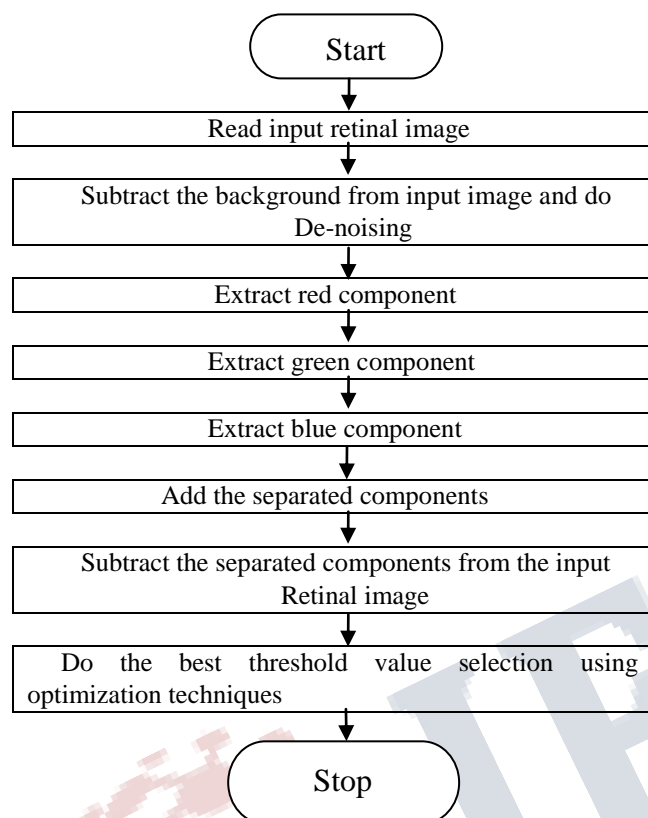 Start
Read input retinal image
Subtract the background from input image and do
De-noising
Extract red component
Extract green component
Extract blue component
Add the separated components
Subtract the separated components from the input
Retinal image
Do the best threshold value selection using
optimization techniques
Stop